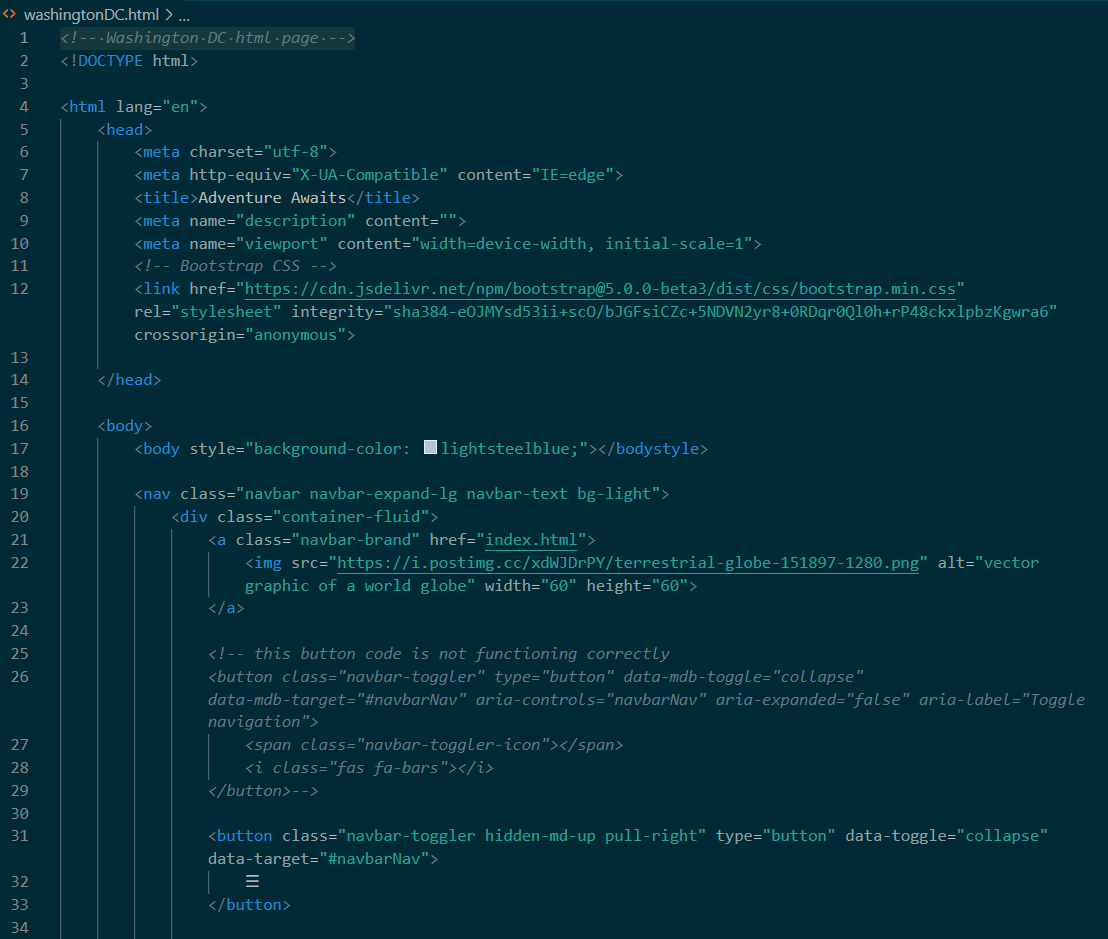 <> washingtonDC.html > ...
1 <!-- Washington DC html page -->
2 <!DOCTYPE html>
3
4 <html lang="en">
5 <head>
6 <meta charset="utf-8">
7 <meta http-equiv="X-UA-Compatible" content="IE=edge">
8 <title>Adventure Awaits</title>
9 <meta name="description" content="">
10 <meta name="viewport" content="width=device-width, initial-scale=1">
11 <!-- Bootstrap CSS -->
12 <link href="https://cdn.jsdelivr.net/npm/bootstrap@5.0.0-beta3/dist/css/bootstrap.min.css"
rel="stylesheet" integrity="sha384-eOJMYsd53ii+scO/bJGFsiCZc+5NDVN2yr8+0RDqr0Ql0h+rP48ckxlpbzKgwra6"
crossorigin="anonymous">
13
14 </head>
15
16 <body>
17 <body style="background-color: lightsteelblue;"></bodystyle>
18
19 <nav class="navbar navbar-expand-lg navbar-text bg-light">
20 <div class="container-fluid">
21 <a class="navbar-brand" href="index.html">
22 <img src="https://i.postimg.cc/xdWJDrPY/terrestrial-globe-151897-1280.png" alt="vector
graphic of a world globe" width="60" height="60">
23 </a>
24
25 <!-- this button code is not functioning correctly
26 <button class="navbar-toggler" type="button" data-mdb-toggle="collapse"
data-mdb-target="#navbarNav" aria-controls="navbarNav" aria-expanded="false" aria-label="Toggle
navigation">
27 <span class="navbar-toggler-icon"></span>
28 <i class="fas fa-bars"></i>
29 </button>-->
30
31 <button class="navbar-toggler hidden-md-up pull-right" type="button" data-toggle="collapse"
data-target="#navbarNav">
32 ☰
33 </button>
34